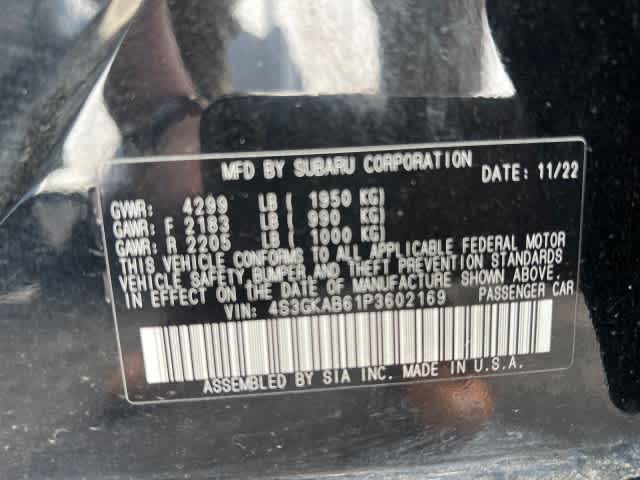 MFD BY SUBARU CORPORATION DATE: 11/22
GVWR: 4299 LB ( 1950 KG)
GAWR: F 2183 LB ( 990 KG)
GAWR: R 2205 LB ( 1000 KG)
THIS VEHICLE CONFORMS TO ALL APPLICABLE FEDERAL MOTOR
VEHICLE SAFETY, BUMPER AND THEFT PREVENTION STANDARDS
IN EFFECT ON THE DATE OF MANUFACTURE SHOWN ABOVE.
VIN: 4S3GKAB61P3602169 PASSENGER CAR
ASSEMBLED BY SIA INC. MADE IN U.S.A.